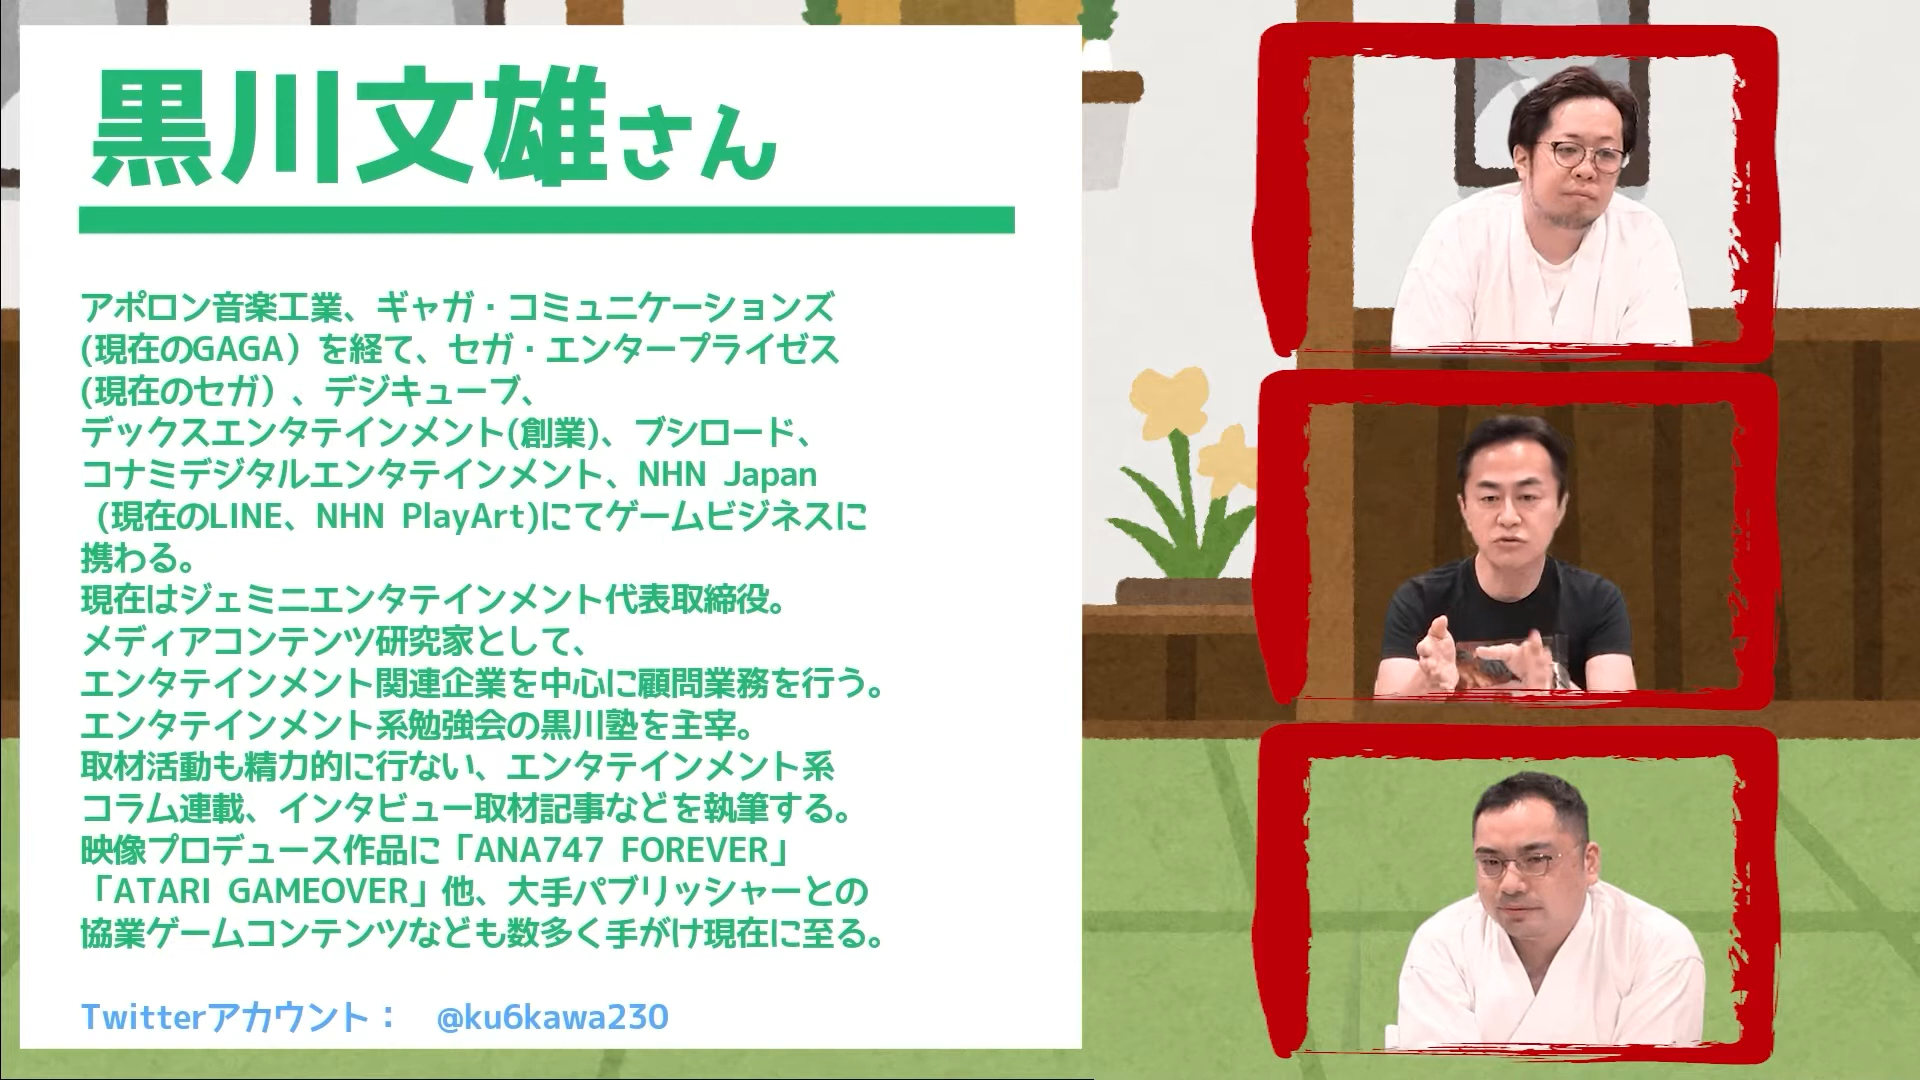 黒川文雄さん
アポロン音楽工業、ギャガ・コミュニケーションズ
(現在のGAGA）を経て、セガ・エンタープライゼス
(現在のセガ）、デジキューブ、
デックスエンタテインメント(創業)、ブシロード、
コナミデジタルエンタテインメント、NHN Japan
(現在のLINE、NHN PlayArt)にてゲームビジネスに
携わる。
現在はジェミニエンタテインメント代表取締役。
メディアコンテンツ研究家として、
エンタテインメント関連企業を中心に顧問業務を行う。
エンタテインメント系勉強会の黒川塾を主宰。
取材活動も精力的に行ない、エンタテインメント系
コラム連載、インタビュー取材記事などを執筆する。
映像プロデュース作品に「ANA747 FOREVER」
「ATARI GAMEOVER」他、大手パブリッシャーとの
協業ゲームコンテンツなども数多く手がけ現在に至る。
Twitterアカウント： @ku6kawa230